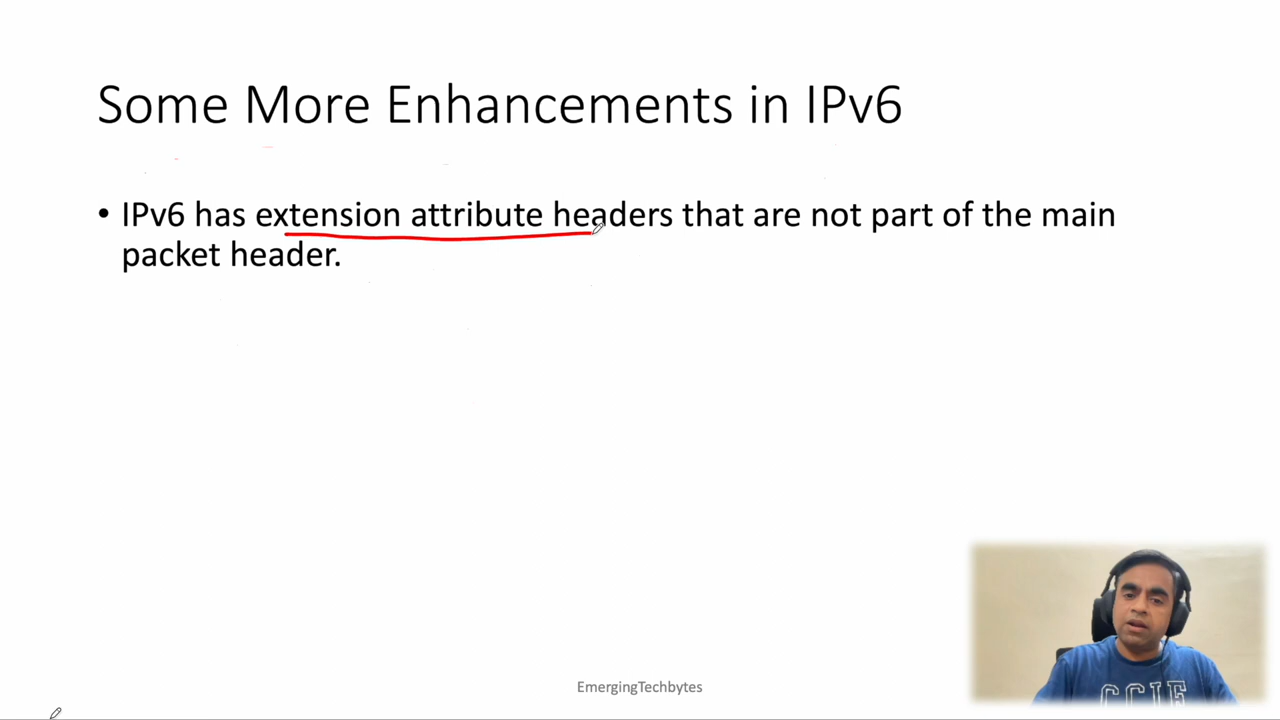 Some More Enhancements in IPv6
• IPv6 has extension attribute headers that are not part of the main
packet header.
EmergingTechbytes
CCIE